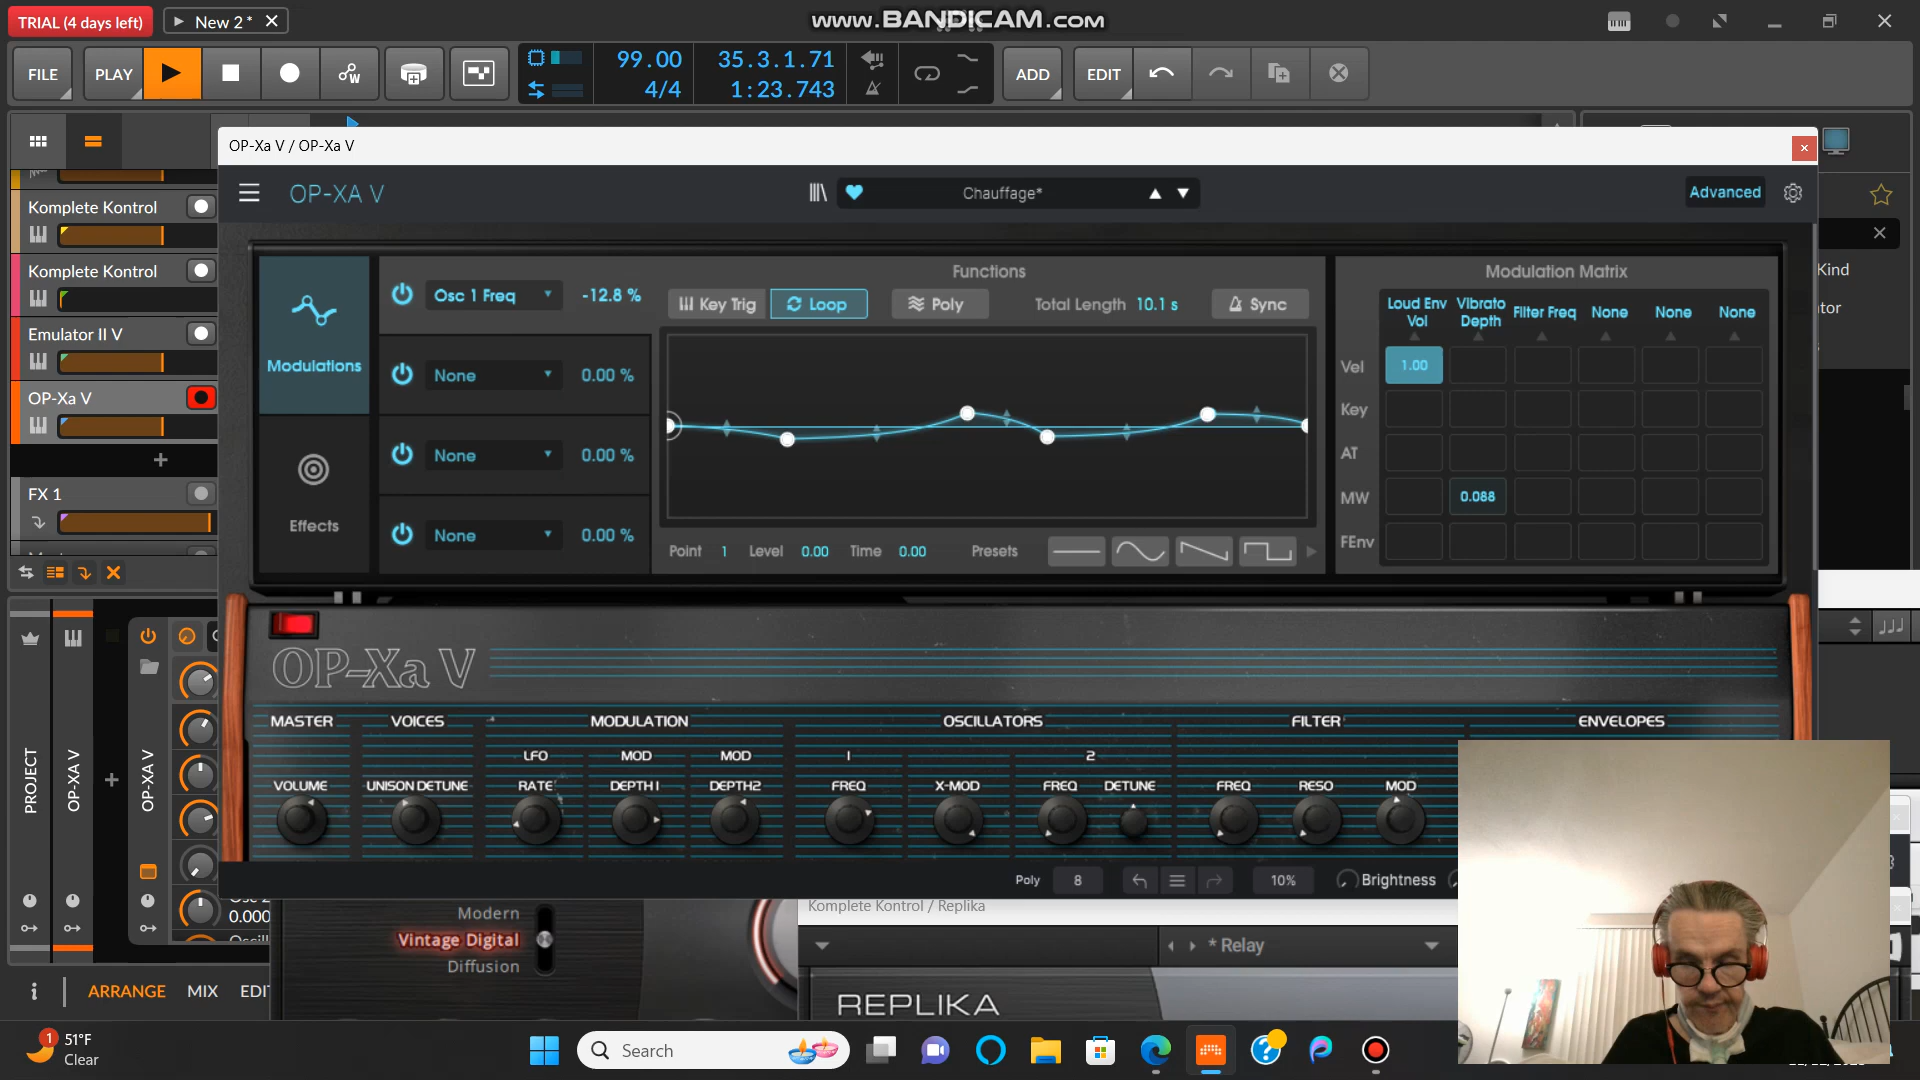 www.BANDICAM.com
TRIAL (4 days left)
New 2 *
FILE
PLAY
99.00
4/4
35.3.1.71
1:23.743
ADD
EDIT
OP-Xa V / OP-Xa V
OP-XA V
Chauffage*
Advanced
Komplete Kontrol
Komplete Kontrol
Emulator II V
OP-Xa V
FX 1
Modulations
Effects
Osc 1 Freq
-12.8 %
None
0.00 %
None
0.00 %
None
0.00 %
Functions
Key Trig
Loop
Poly
Total Length 10.1 s
Sync
Point 1 Level 0.00 Time 0.00 Presets
Modulation Matrix
Loud Env Vol
Vibrato Depth
Filter Freq
None
None
None
Vel
1.00
Key
AT
MW
0.088
FEnv
Kind
tor
OP-Xa V
MASTER
VOICES
MODULATION
OSCILLATORS
FILTER
ENVELOPES
LFO
MOD
MOD
1
2
VOLUME
UNISON DETUNE
RATE
DEPTH 1
DEPTH2
FREQ
X-MOD
FREQ
DETUNE
FREQ
RESO
MOD
Poly
8
10%
Brightness
PROJECT
OP-XA V
OP-XA V
0.000
Modern
Vintage Digital
Diffusion
Komplete Kontrol / Replika
* Relay
REPLIKA
i
ARRANGE
MIX
EDIT
1
51°F
Clear
Search